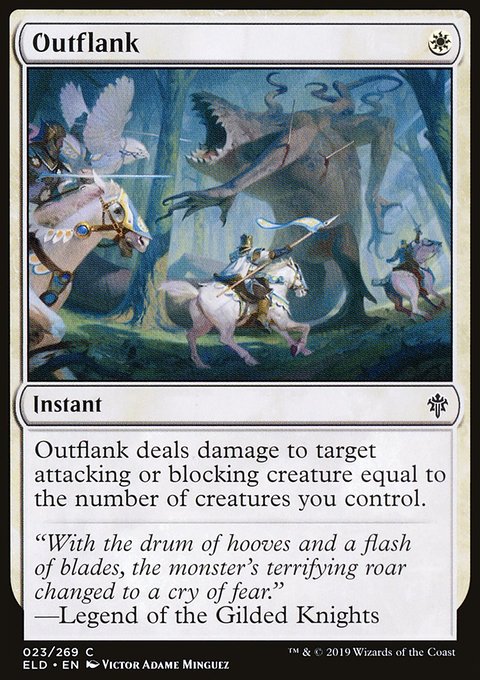 Outflank
Instant
Outflank deals damage to target
attacking or blocking creature equal to
the number of creatures you control.
“With the drum of hooves and a flash
of blades, the monster’s terrifying roar
changed to a cry of fear.”
—Legend of the Gilded Knights
023/269 C
ELD • EN Victor Adame Minguez
™ & © 2019 Wizards of the Coast